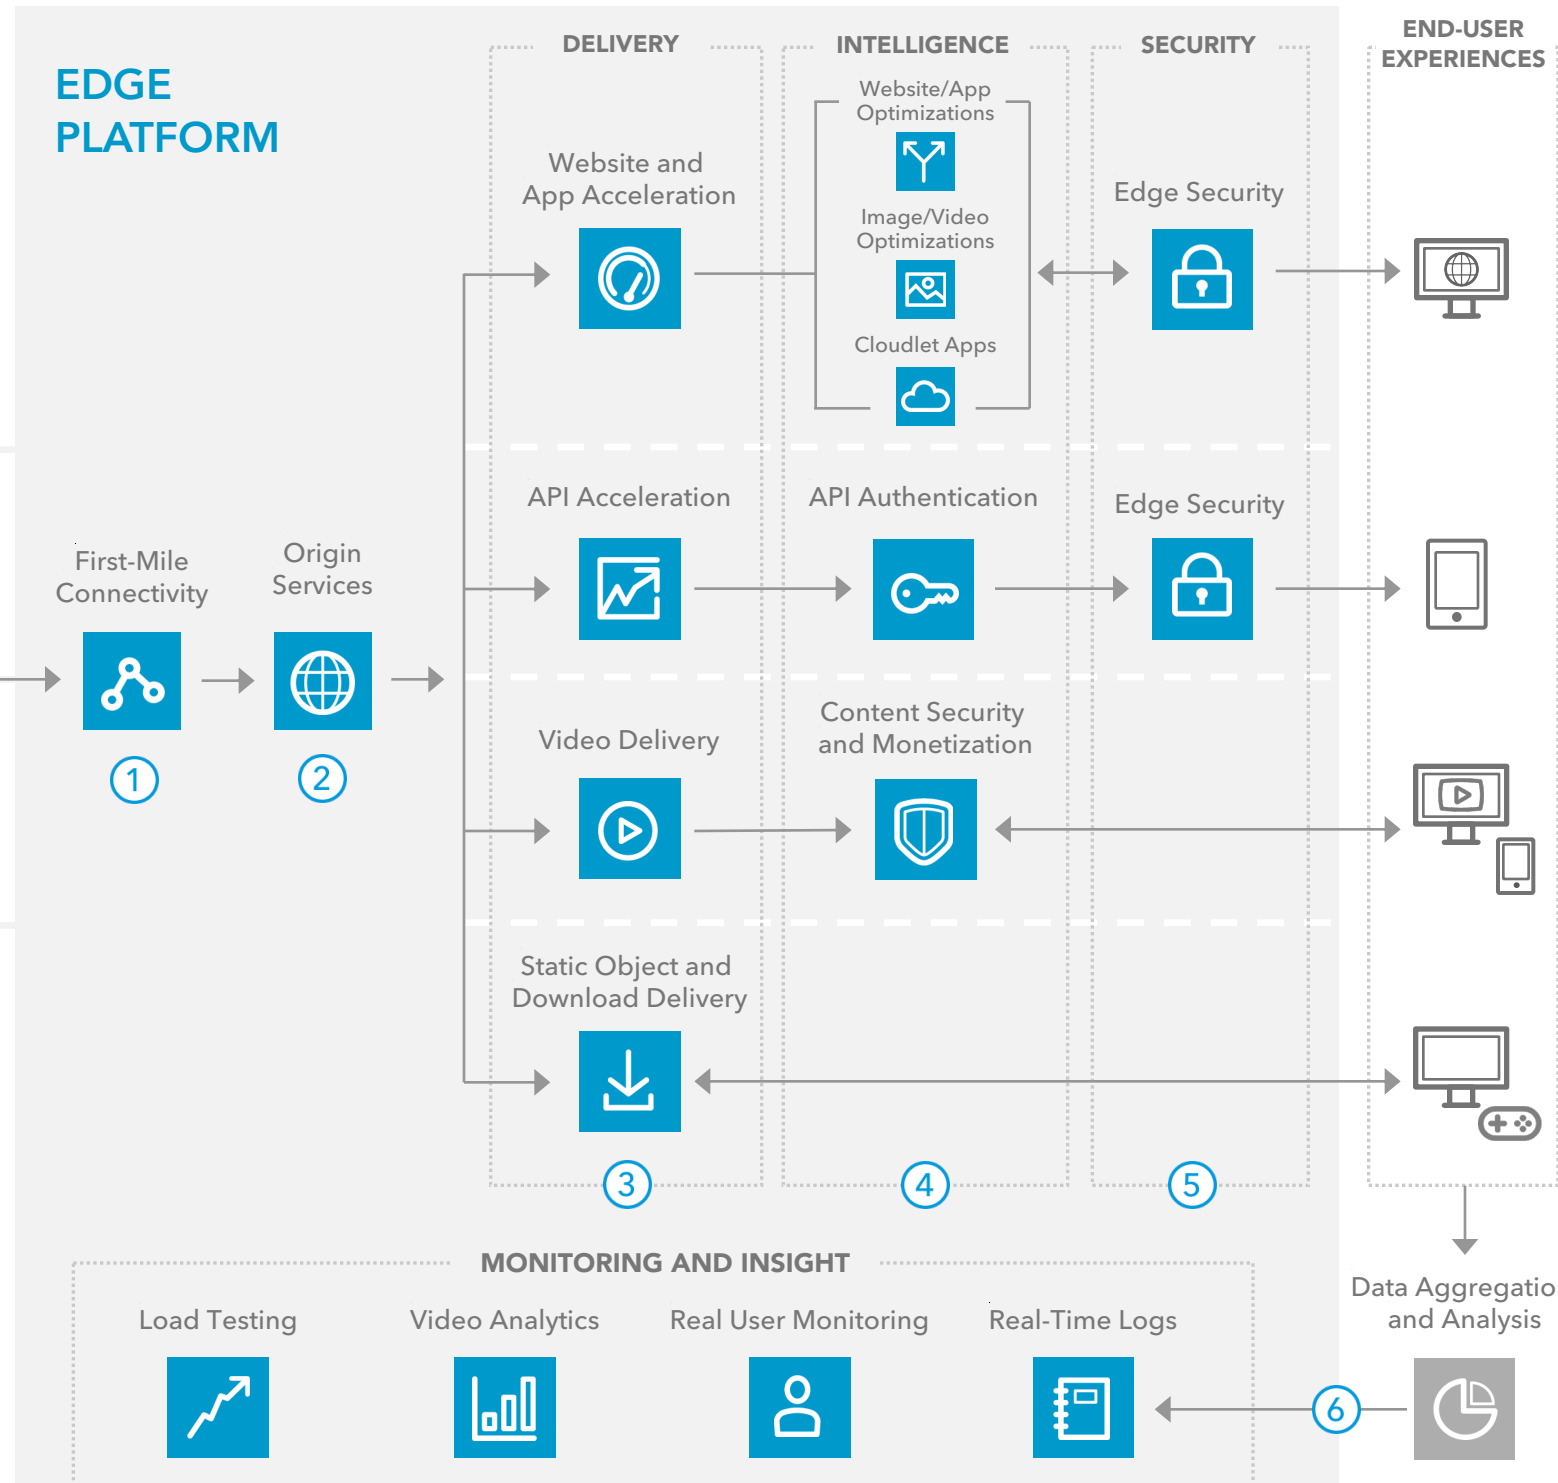 EDGE
PLATFORM
DELIVERY
INTELLIGENCE
SECURITY
END-USER
EXPERIENCES
Website and
App Acceleration
Website/App
Optimizations
Image/Video
Optimizations
Cloudlet Apps
Edge Security
API Acceleration
API Authentication
Edge Security
First-Mile
Connectivity
Origin
Services
1
2
Video Delivery
Content Security
and Monetization
Static Object and
Download Delivery
3
4
5
MONITORING AND INSIGHT
Load Testing
Video Analytics
Real User Monitoring
Real-Time Logs
6
Data Aggregatio
and Analysis